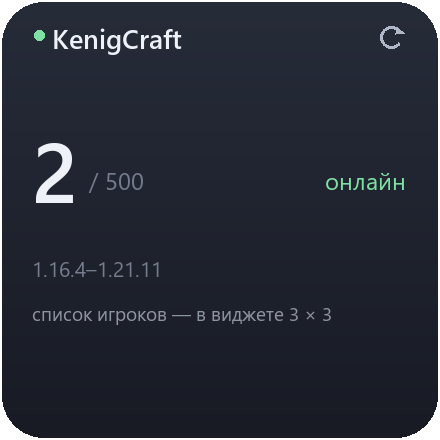 KenigCraft
2 / 500 онлайн
1.16.4–1.21.11
список игроков — в виджете 3 × 3